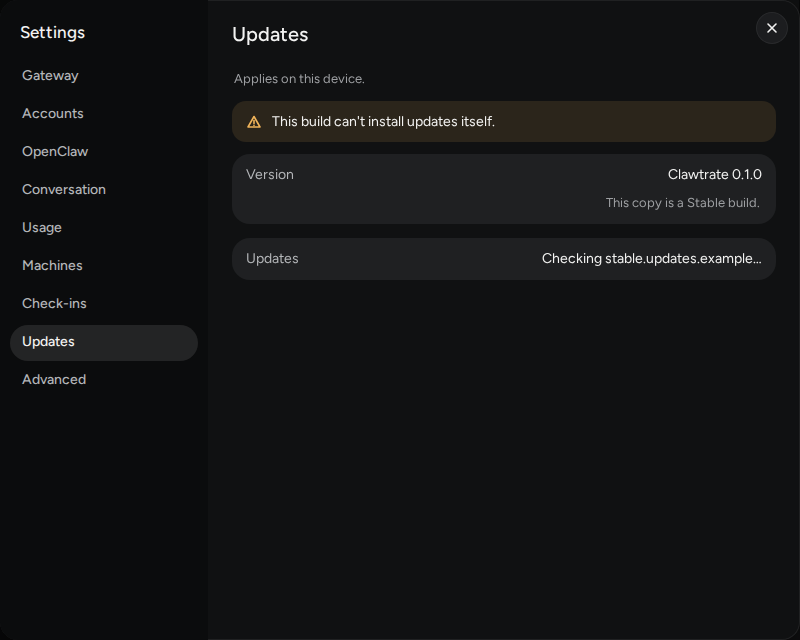 Settings
Gateway
Accounts
OpenClaw
Conversation
Usage
Machines
Check-ins
Updates
Advanced
Updates
Applies on this device.
This build can't install updates itself.
Version
Clawtrate 0.1.0
This copy is a Stable build.
Updates
Checking stable.updates.example…